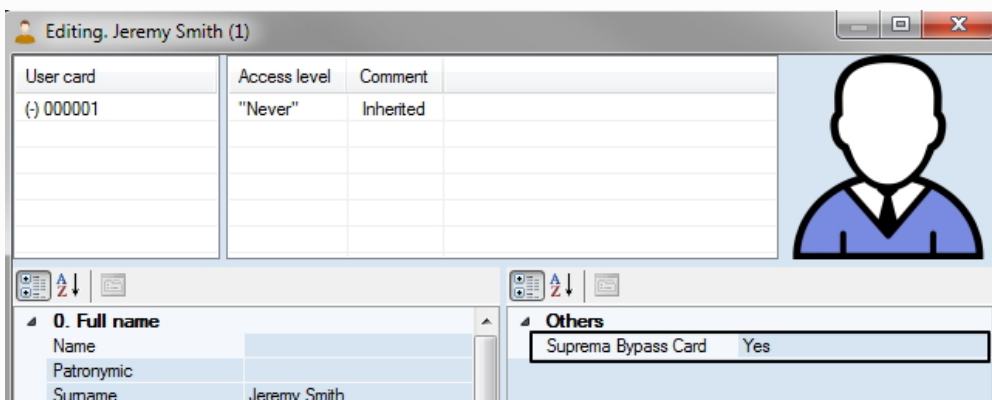 Editing. Jeremy Smith (1)
User card Access level Comment
(-) 000001 "Never" Inherited
0. Full name Others
Name Suprema Bypass Card Yes
Patronymic
Surname Jeremy Smith